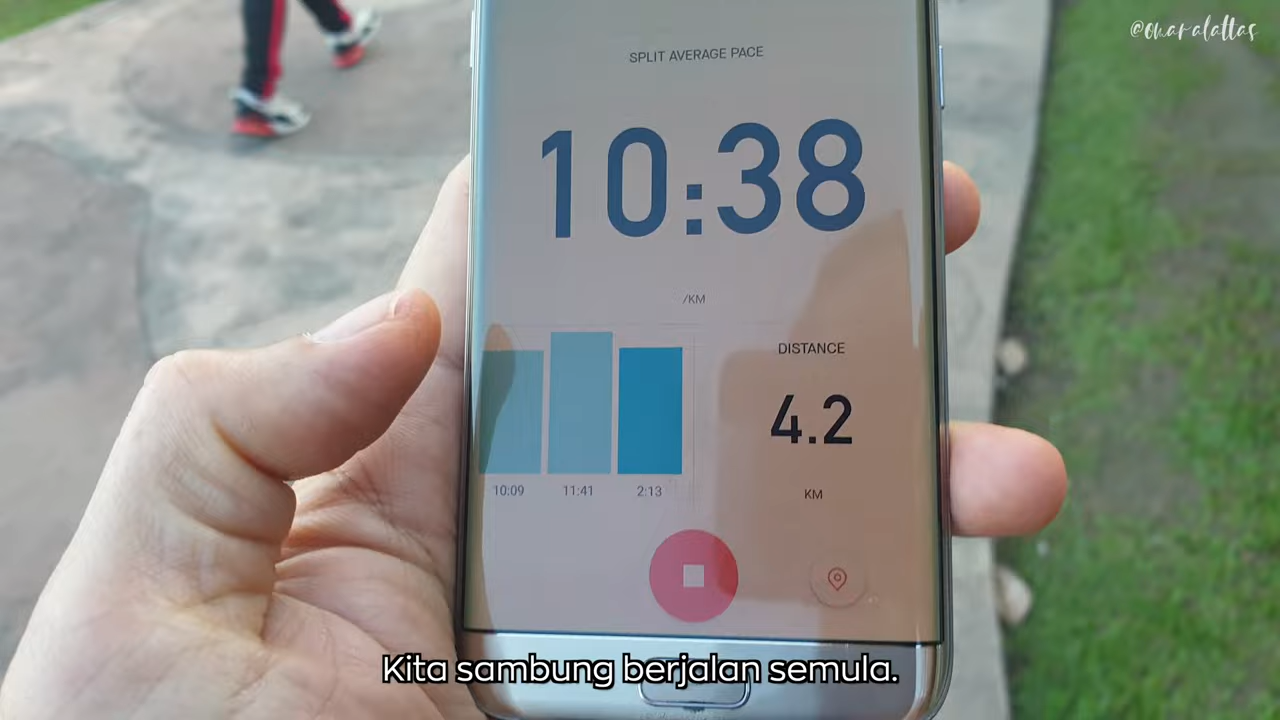 @omaralattas
SPLIT AVERAGE PACE
10:38
/KM
DISTANCE
4.2
KM
10:09
11:41
2:13
Kita sambung berjalan semula.